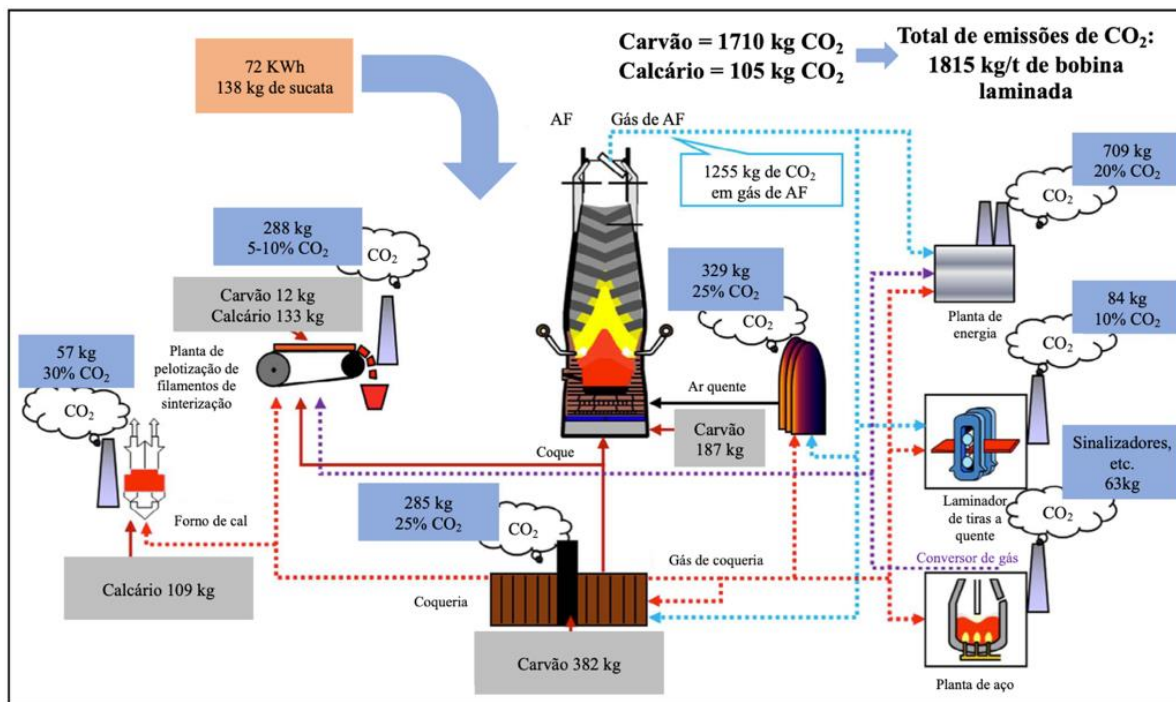 72 KWh
138 kg de sucata
Carvão = 1710 kg CO₂
Calcário = 105 kg CO₂
Total de emissões de CO₂:
1815 kg/t de bobina
laminada
AF
Gás de AF
1255 kg de CO₂
em gás de AF
709 kg
20% CO₂
CO₂
Planta de
energia
288 kg
5-10% CO₂
CO₂
Carvão 12 kg
Calcário 133 kg
Planta de
pelotização de
filamentos de
sinterização
329 kg
25% CO₂
CO₂
Ar quente
Carvão
187 kg
84 kg
10% CO₂
CO₂
Laminador
de tiras a
quente
57 kg
30% CO₂
CO₂
Forno de cal
Calcário 109 kg
Coque
285 kg
25% CO₂
CO₂
Gás de coqueria
Coqueria
Carvão 382 kg
Sinalizadores,
etc.
63kg
CO₂
Conversor de gás
Planta de aço